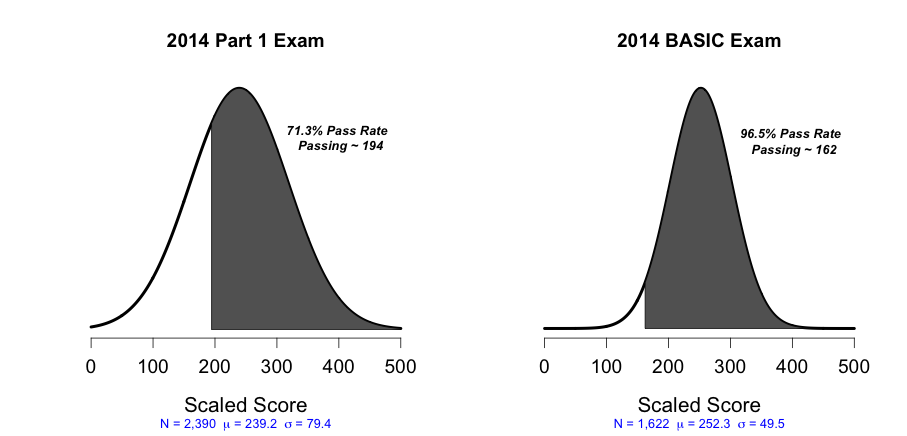 2014 Part 1 Exam
71.3% Pass Rate
Passing ~ 194
0 100 200 300 400 500
Scaled Score
N = 2,390 μ = 239.2 σ = 79.4
2014 BASIC Exam
96.5% Pass Rate
Passing ~ 162
0 100 200 300 400 500
Scaled Score
N = 1,622 μ = 252.3 σ = 49.5